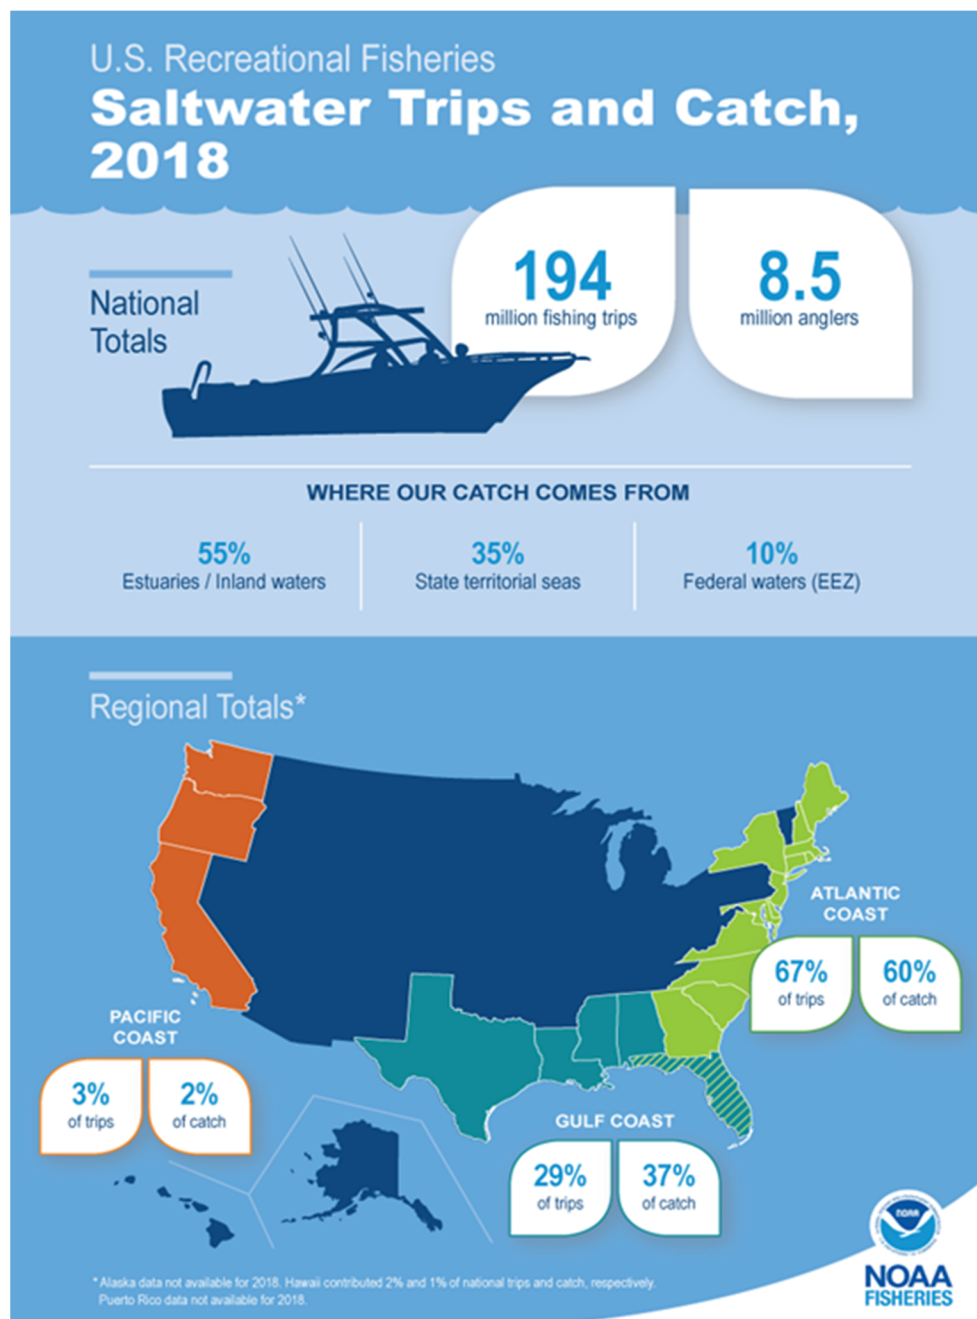 U.S. Recreational Fisheries
Saltwater Trips and Catch,
2018
National
Totals
194
million fishing trips
8.5
million anglers
WHERE OUR CATCH COMES FROM
55%
Estuaries / Inland waters
35%
State territorial seas
10%
Federal waters (EEZ)
Regional Totals*
ATLANTIC
COAST
67%
of trips
60%
of catch
PACIFIC
COAST
3%
of trips
2%
of catch
GULF COAST
29%
of trips
37%
of catch
*Alaska data not available for 2018. Hawaii contributed 2% and 1% of national trips and catch, respectively.
Puerto Rico data not available for 2018.
NOAA
NOAA
FISHERIES